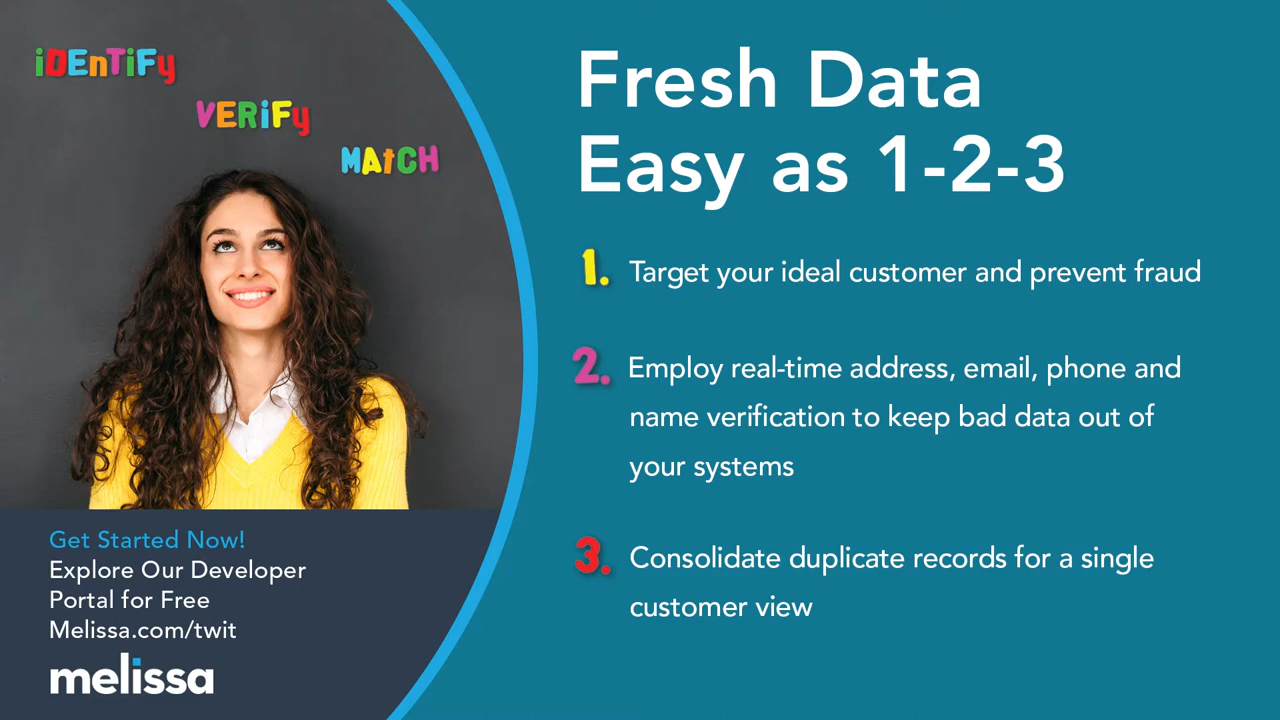 iDEnTiFy
VERiFy
MAtCH
Fresh Data
Easy as 1-2-3
1. Target your ideal customer and prevent fraud
2. Employ real-time address, email, phone and
name verification to keep bad data out of
your systems
3. Consolidate duplicate records for a single
customer view
Get Started Now!
Explore Our Developer
Portal for Free
Melissa.com/twit
melissa